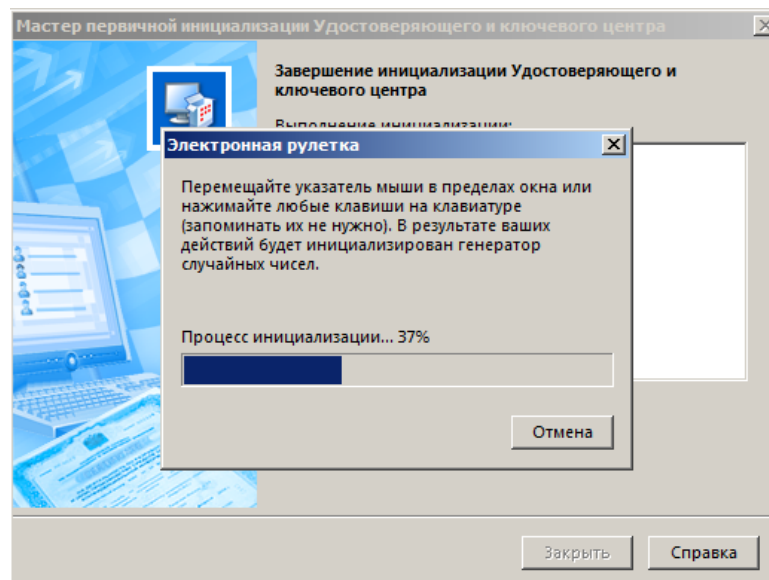 Мастер первичной инициализации Удостоверяющего и ключевого центра
Завершение инициализации Удостоверяющего и
ключевого центра
Выполнение инициализации:
Электронная рулетка
Перемещайте указатель мыши в пределах окна или
нажимайте любые клавиши на клавиатуре
(запоминать их не нужно). В результате ваших
действий будет инициализирован генератор
случайных чисел.
Процесс инициализации... 37%
Отмена
Закрыть
Справка